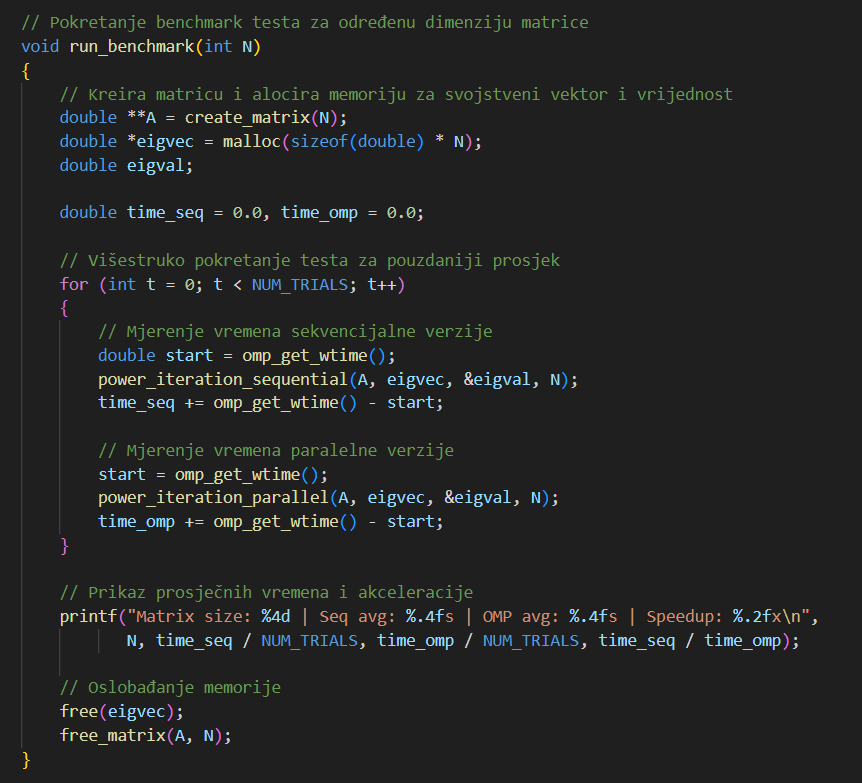 // Pokretanje benchmark testa za određenu dimenziju matrice
void run_benchmark(int N)
{
    // Kreira matricu i alocira memoriju za svojstveni vektor i vrijednost
    double **A = create_matrix(N);
    double *eigvec = malloc(sizeof(double) * N);
    double eigval;

    double time_seq = 0.0, time_omp = 0.0;

    // Višestruko pokretanje testa za pouzdaniji prosjek
    for (int t = 0; t < NUM_TRIALS; t++)
    {
        // Mjerenje vremena sekvencijalne verzije
        double start = omp_get_wtime();
        power_iteration_sequential(A, eigvec, &eigval, N);
        time_seq += omp_get_wtime() - start;

        // Mjerenje vremena paralelne verzije
        start = omp_get_wtime();
        power_iteration_parallel(A, eigvec, &eigval, N);
        time_omp += omp_get_wtime() - start;
    }

    // Prikaz prosječnih vremena i akceleracije
    printf("Matrix size: %4d | Seq avg: %.4fs | OMP avg: %.4fs | Speedup: %.2fx\n",
           N, time_seq / NUM_TRIALS, time_omp / NUM_TRIALS, time_seq / time_omp);

    // Oslobađanje memorije
    free(eigvec);
    free_matrix(A, N);
}